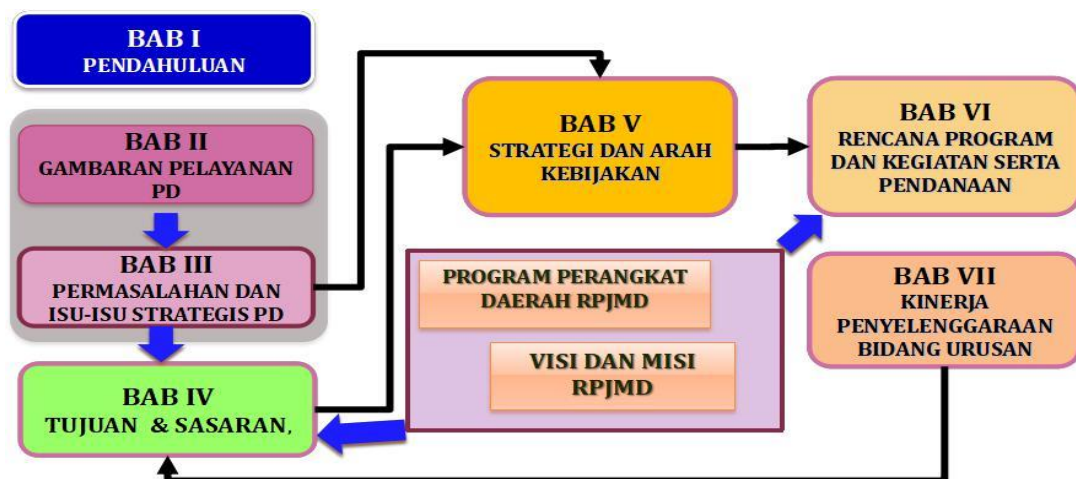 BAB I
PENDAHULUAN
BAB II
GAMBARAN PELAYANAN
PD
BAB III
PERMASALAHAN DAN
ISU-ISU STRATEGIS PD
BAB IV
TUJUAN & SASARAN,
BAB V
STRATEGI DAN ARAH
KEBIJAKAN
BAB VI
RENCANA PROGRAM
DAN KEGIATAN SERTA
PENDANAAN
PROGRAM PERANGKAT
DAERAH RPJMD
VISI DAN MISI
RPJMD
BAB VII
KINERJA
PENYELENGGARAAN
BIDANG URUSAN